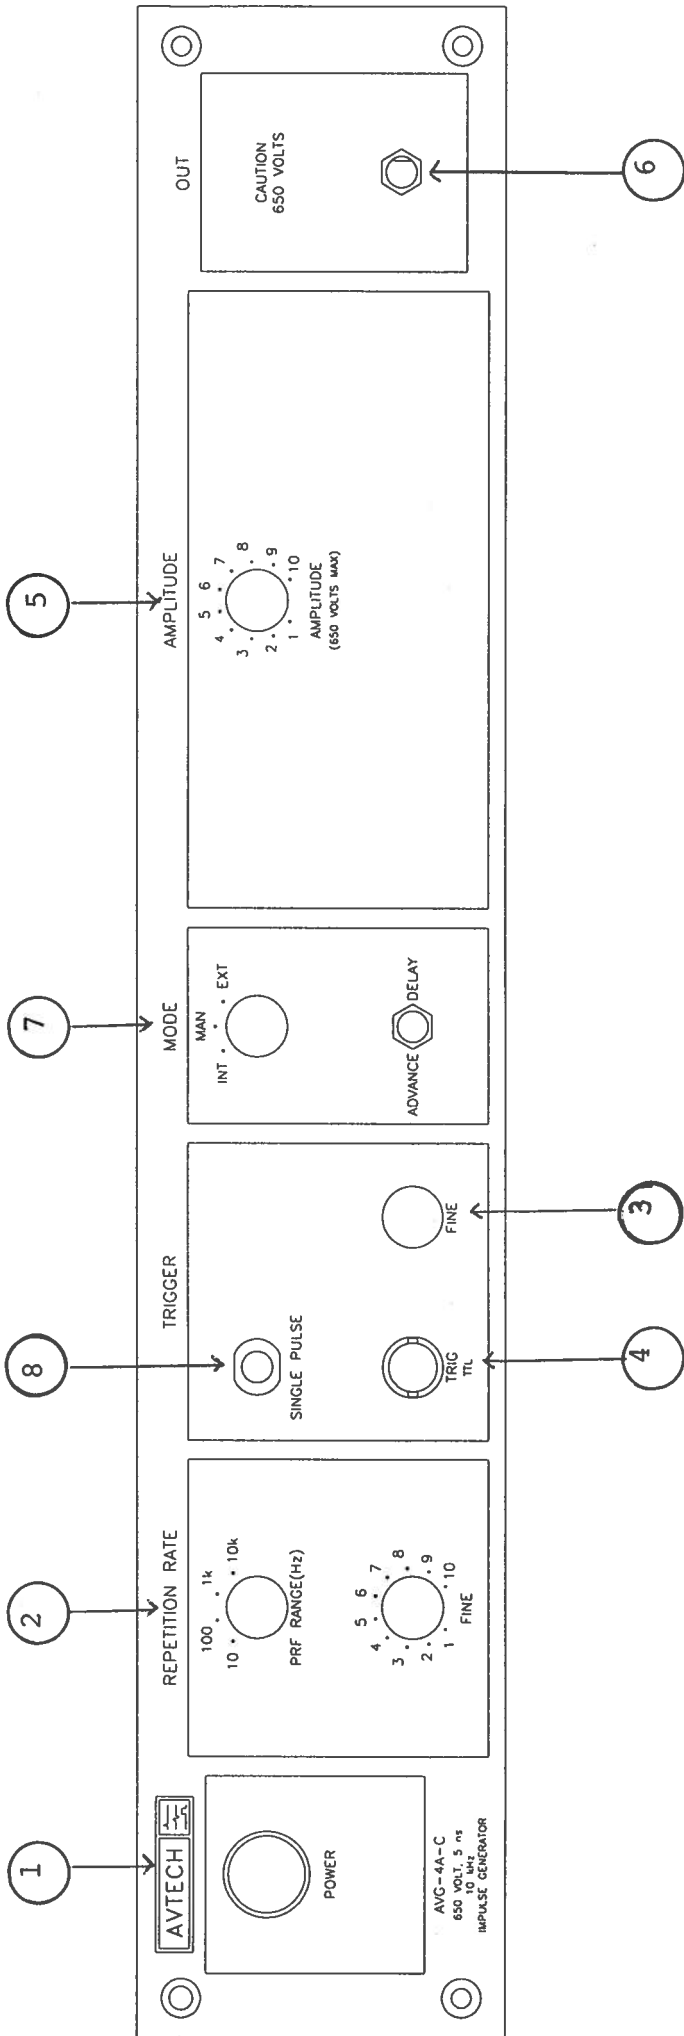 1
2
8
7
5
AVTECH
POWER
AVG-4A-C
650 VOLT, 5 ns
10 kHz
IMPULSE GENERATOR
REPETITION RATE
10
100
1k
10k
PRF RANGE(Hz)
1
2
3
4
5
6
7
8
9
10
FINE
TRIGGER
SINGLE PULSE
TRIG
TTL
FINE
MODE
INT
MAN
EXT
ADVANCE
DELAY
AMPLITUDE
1
2
3
4
5
6
7
8
9
10
AMPLITUDE
(650 VOLTS MAX)
OUT
CAUTION
650 VOLTS
4
3
6